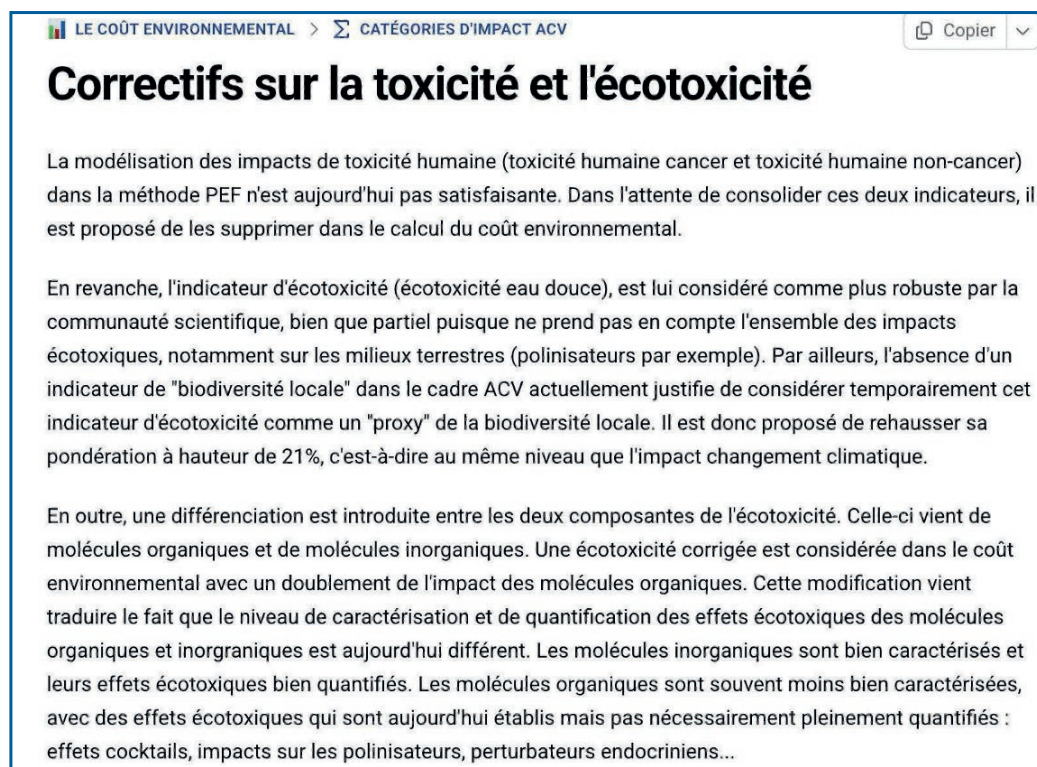 LE COÛT ENVIRONNEMENTAL > ∑ CATÉGORIES D'IMPACT ACV
Copier
Correctifs sur la toxicité et l'écotoxicité
La modélisation des impacts de toxicité humaine (toxicité humaine cancer et toxicité humaine non-cancer)
dans la méthode PEF n'est aujourd'hui pas satisfaisante. Dans l'attente de consolider ces deux indicateurs, il
est proposé de les supprimer dans le calcul du coût environnemental.
En revanche, l'indicateur d'écotoxicité (écotoxicité eau douce), est lui considéré comme plus robuste par la
communauté scientifique, bien que partiel puisque ne prend pas en compte l'ensemble des impacts
écotoxiques, notamment sur les milieux terrestres (polinisateurs par exemple). Par ailleurs, l'absence d'un
indicateur de "biodiversité locale" dans le cadre ACV actuellement justifie de considérer temporairement cet
indicateur d'écotoxicité comme un "proxy" de la biodiversité locale. Il est donc proposé de rehausser sa
pondération à hauteur de 21%, c'est-à-dire au même niveau que l'impact changement climatique.
En outre, une différenciation est introduite entre les deux composantes de l'écotoxicité. Celle-ci vient de
molécules organiques et de molécules inorganiques. Une écotoxicité corrigée est considérée dans le coût
environnemental avec un doublement de l'impact des molécules organiques. Cette modification vient
traduire le fait que le niveau de caractérisation et de quantification des effets écotoxiques des molécules
organiques et inorgraniques est aujourd'hui différent. Les molécules inorganiques sont bien caractérisés et
leurs effets écotoxiques bien quantifiés. Les molécules organiques sont souvent moins bien caractérisées,
avec des effets écotoxiques qui sont aujourd'hui établis mais pas nécessairement pleinement quantifiés :
effets cocktails, impacts sur les polinisateurs, perturbateurs endocriniens...